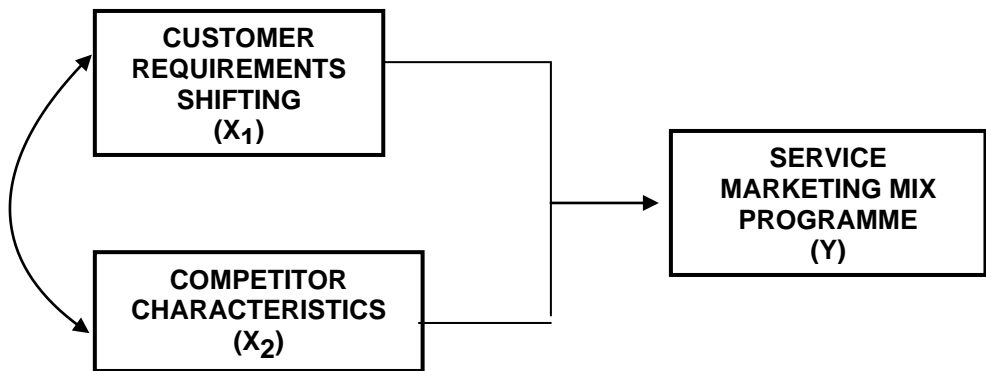 CUSTOMER
REQUIREMENTS
SHIFTING
(X1)
SERVICE
MARKETING MIX
PROGRAMME
(Y)
COMPETITOR
CHARACTERISTICS
(X2)